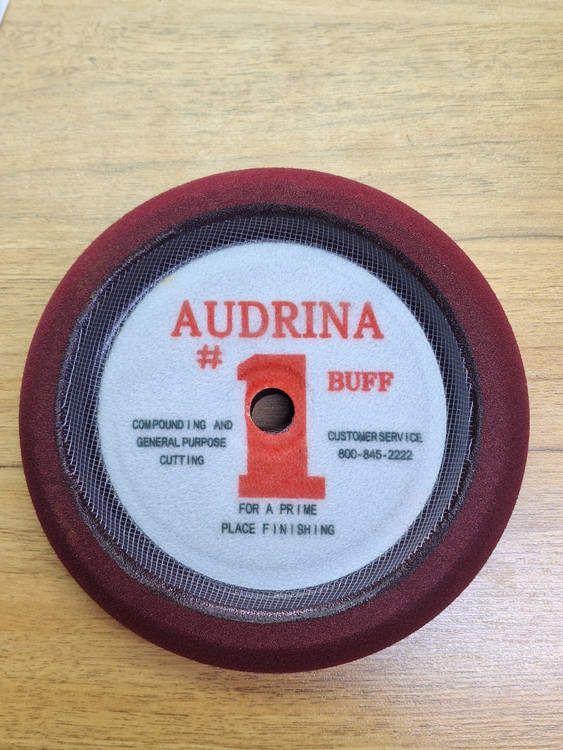 AUDRINA
# 1 BUFF
COMPOUNDING AND
GENERAL PURPOSE
CUTTING
CUSTOMER SERVICE
800-845-2222
FOR A PRIME
PLACE FINISHING